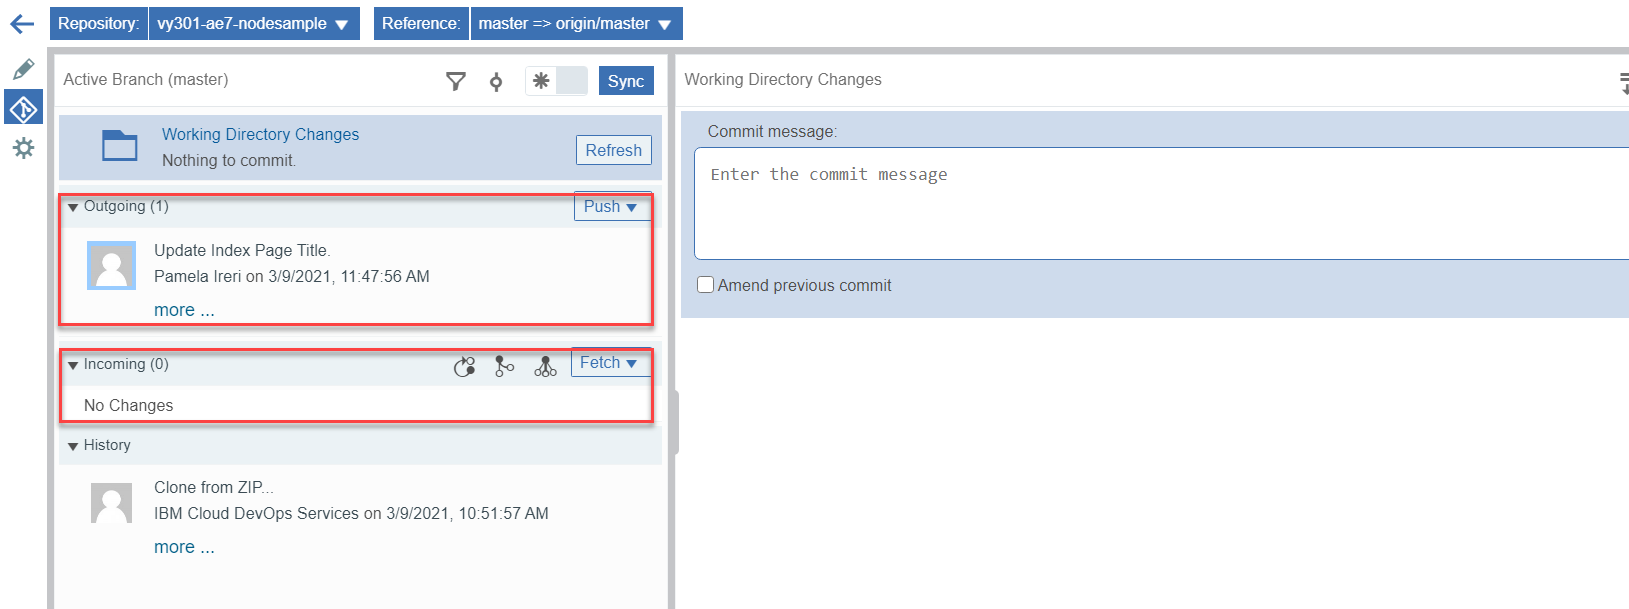 Repository: vy301-ae7-nodesample Reference: master => origin/master
Active Branch (master) Sync
Working Directory Changes
Nothing to commit.
Refresh
Outgoing (1) Push
Update Index Page Title.
Pamela Ireri on 3/9/2021, 11:47:56 AM
more ...
Incoming (0) Fetch
No Changes
History
Clone from ZIP...
IBM Cloud DevOps Services on 3/9/2021, 10:51:57 AM
more ...
Working Directory Changes
Commit message:
Enter the commit message
Amend previous commit